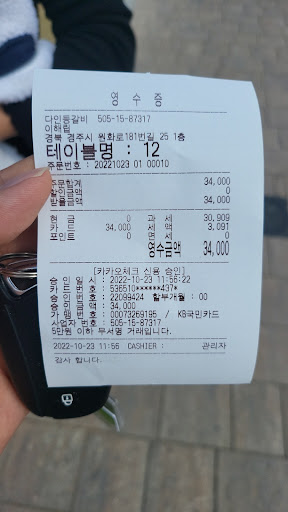 영 수 증
다인등갈비 505-15-87317
이해립
경북 경주시 원화로181번길 25 1층
테이블명 : 12
주문번호 : 20221023 01 00010
주문합계 34,000
할인금액 0
받을금액 34,000
현 금 0 과 세 30,909
카 드 34,000 세 액 3,091
포인트 0 면 세 0
영수금액 34,000
[카카오체크 신용 승인]
승 인 일 시 : 2022-10-23 11:56:22
카 드 번 호 : 536510******437*
승 인 번 호 : 22099424 할부개월 : 00
승 인 금 액 : 34,000
가 맹 번 호 : 00073269195 / KB국민카드
사업자 번호 : 505-15-87317
5만원 이하 무서명 거래입니다.
2022-10-23 11:56 CASHIER : 관리자
감사 합니다.